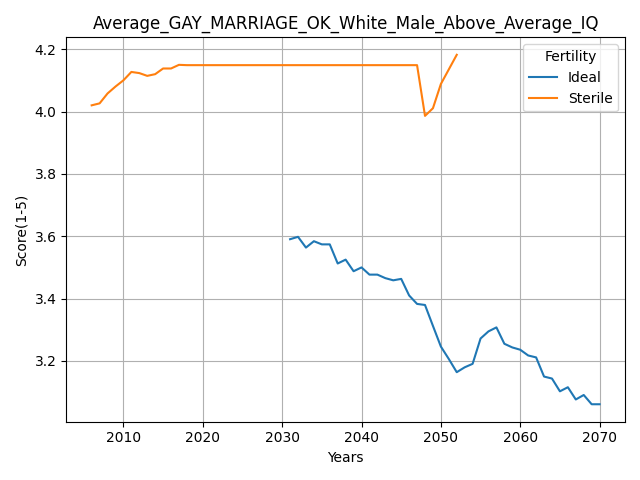 Average_GAY_MARRIAGE_OK_White_Male_Above_Average_IQ
Fertility
Ideal
Sterile
Score(1-5)
4.2
4.0
3.8
3.6
3.4
3.2
2010 2020 2030 2040 2050 2060 2070
Years